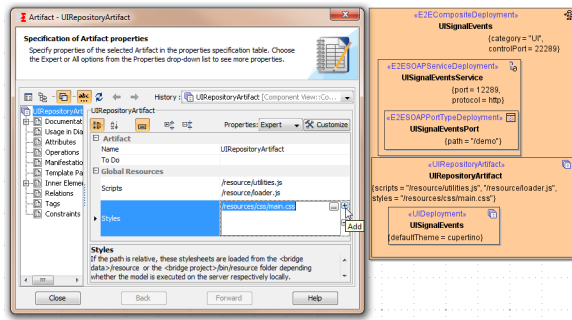 Artifact - UIRepositoryArtifact
Specification of Artifact properties
Specify properties of the selected Artifact in the properties specification table. Choose
the Expert or All options from the Properties drop-down list to see more properties.
History : UIRepositoryArtifact [Component View::Co...
UIRepositoryArt
Documentat
Usage in Dia
Attributes
Operations
Manifestatio
Template Pa
Inner Elemen
Relations
Tags
Constraints
UIRepositoryArtifact
Properties: Expert
Customize
Artifact
Name
UIRepositoryArtifact
To Do
Global Resources
Scripts
/resource/utilities.js
/resource/loader.js
Styles
/resources/css/main.css
Add
Styles
If the path is relative, these stylesheets are loaded from the <bridge
data>/resource or the <bridge project>/bin/resource folder depending
whether the model is executed on the server respectively locally.
Close
Back
Forward
Help
«E2ECompositeDeployment»
UISignalEvents
{category = "UI",
controlPort = 22289}
«E2ESOAPServiceDeployment»
UISignalEventsService
{port = 12289,
protocol = http}
«E2ESOAPPortTypeDeployment»
UISignalEventsPort
{path = "/demo"}
«UIRepositoryArtifact»
UIRepositoryArtifact
{scripts = "/resource/utilities.js", "/resource/loader.js",
styles = "/resources/css/main.css"}
«UIDeployment»
UISignalEvents
{defaultTheme = cupertino}